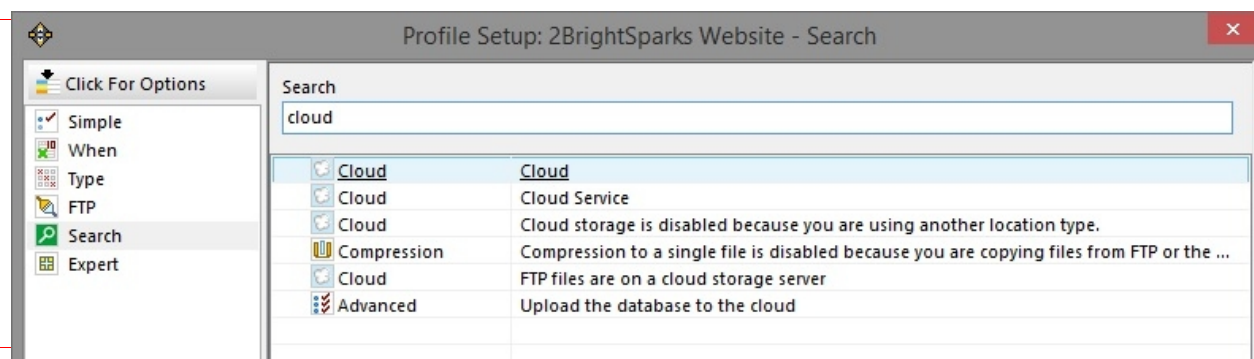 Profile Setup: 2BrightSparks Website - Search
Click For Options
Simple
When
Type
FTP
Search
Expert
Search
cloud
Cloud Cloud
Cloud Cloud Service
Cloud Cloud storage is disabled because you are using another location type.
Compression Compression to a single file is disabled because you are copying files from FTP or the ...
Cloud FTP files are on a cloud storage server
Advanced Upload the database to the cloud